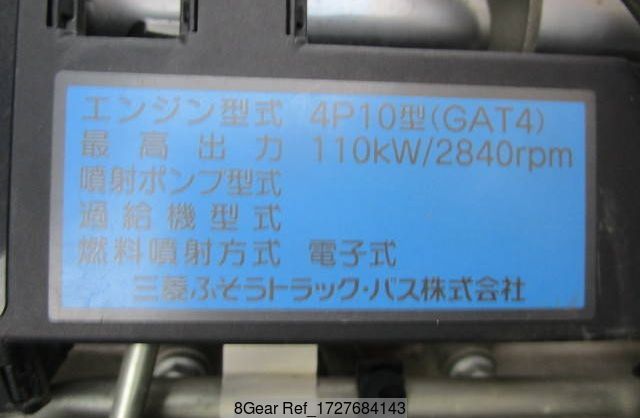 エンジン型式 4P10型(GAT4)
最高出力 110kW/2840rpm
噴射ポンプ型式
過給機型式
燃料噴射方式 電子式
三菱ふそうトラック・バス株式会社
8Gear Ref_1727684143